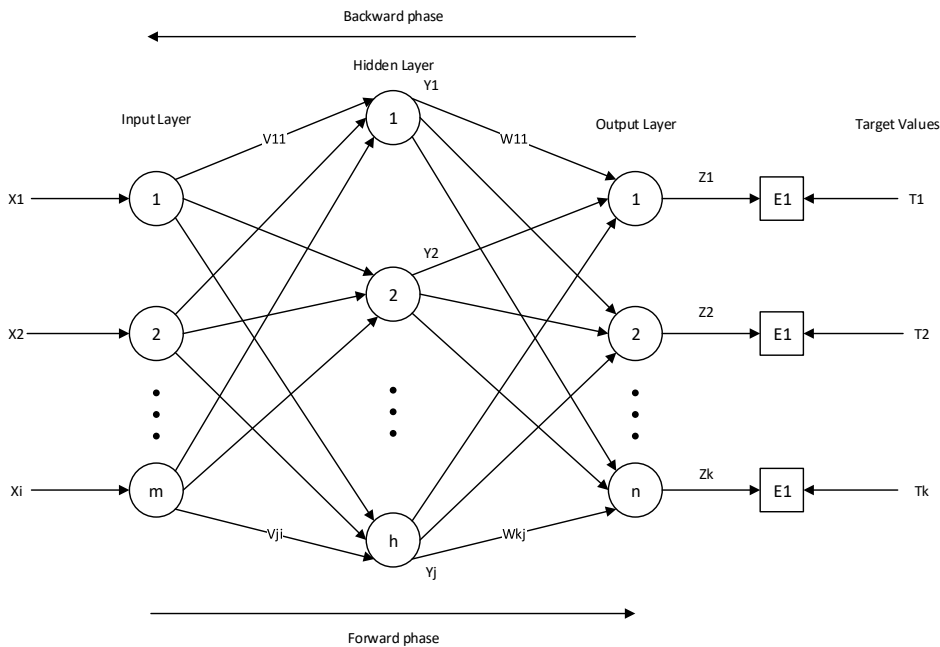 Backward phase
Hidden Layer
Y1
Input Layer
1
Output Layer
Target Values
V11
W11
X1
1
1
Z1
E1
T1
Y2
2
X2
2
2
Z2
E1
T2
Xi
m
n
Zk
E1
Tk
Vji
h
Wkj
Yj
Forward phase